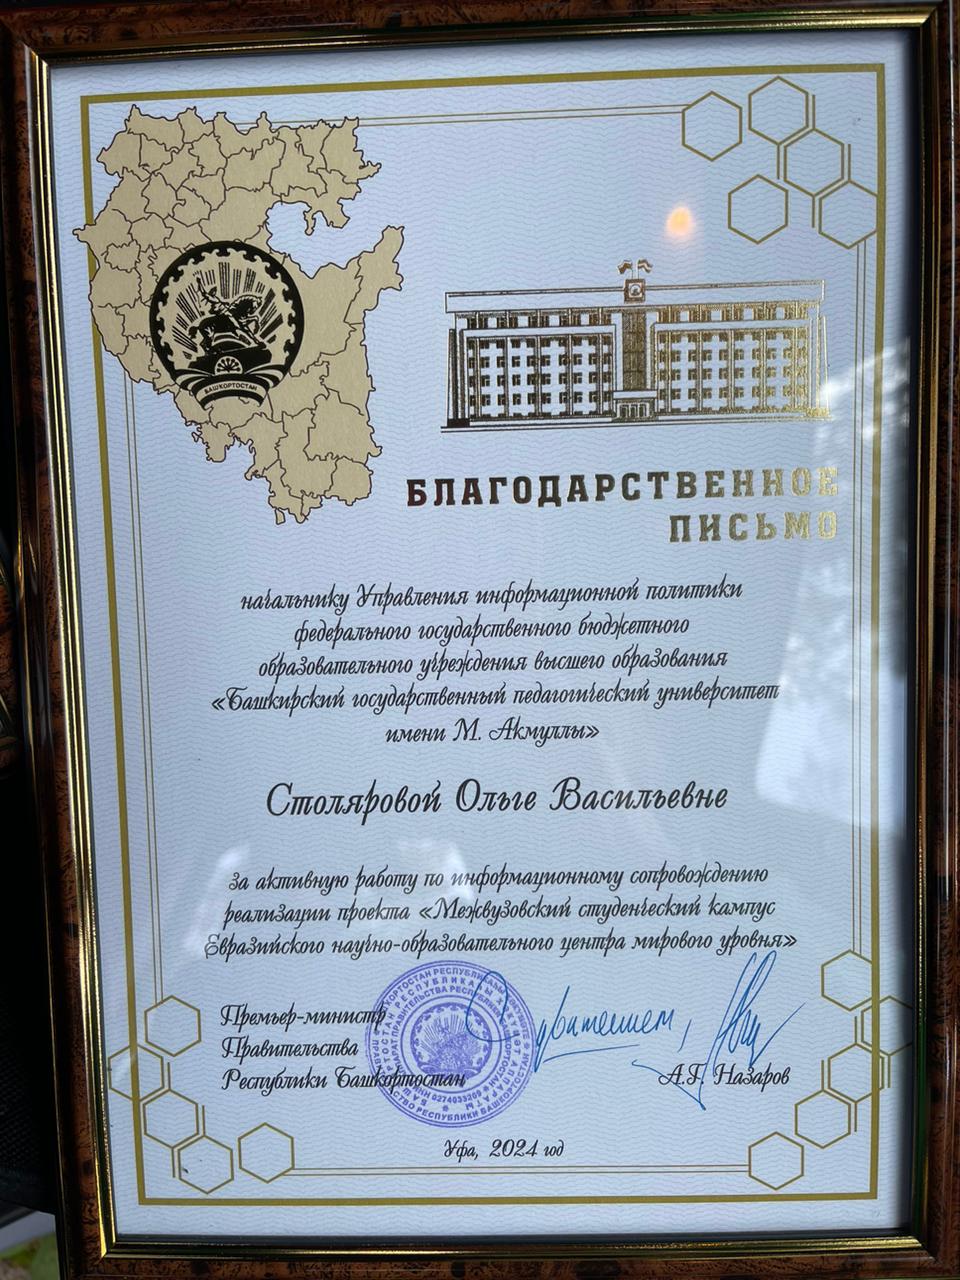 БАШКОРТОСТАН
БЛАГОДАРСТВЕННОЕ
ПИСЬМО
начальнику Управления информационной политики
федерального государственного бюджетного
образовательного учреждения высшего образования
«Башкирский государственный педагогический университет
имени М. Акмуллы»
Столяровой Ольге Васильевне
за активную работу по информационному сопровождению
реализации проекта «Межвузовский студенческий кампус
Евразийского научно-образовательного центра мирового уровня»
Премьер-министр
Правительства
Республики Башкортостан
С уважением,
А.Г. Назаров
Уфа, 2024 год